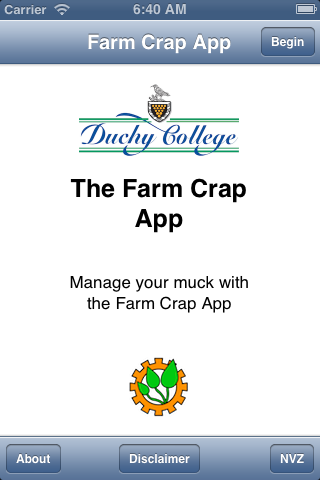 Carrier 6:40 AM
Farm Crap App Begin
Duchy College
The Farm Crap
App
Manage your muck with
the Farm Crap App
About Disclaimer NVZ